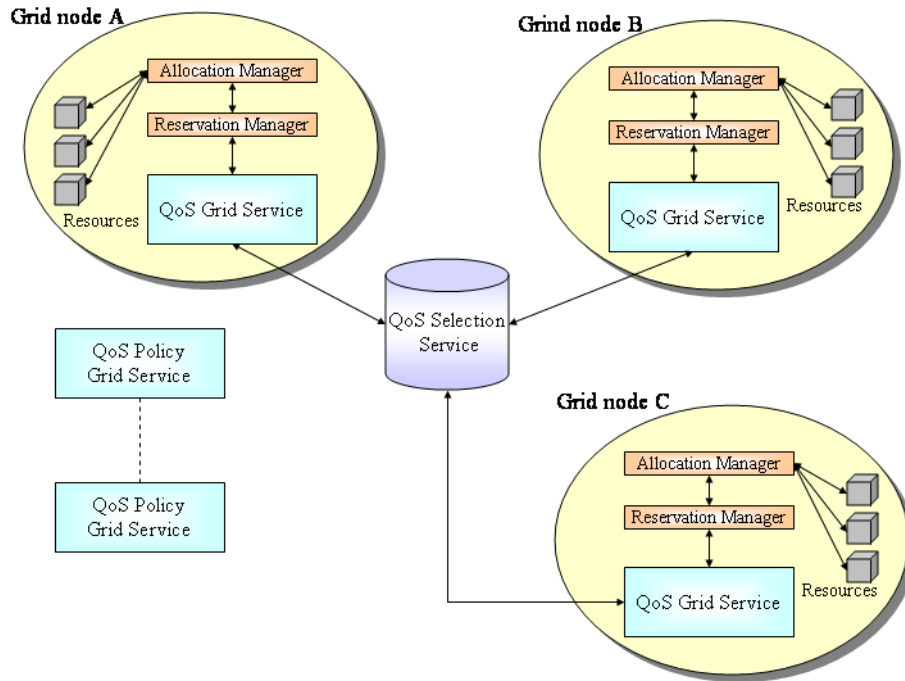 Grid node A
Allocation Manager
Reservation Manager
QoS Grid Service
Resources
Grind node B
Allocation Manager
Reservation Manager
QoS Grid Service
Resources
QoS Selection
Service
QoS Policy
Grid Service
QoS Policy
Grid Service
Grid node C
Allocation Manager
Reservation Manager
QoS Grid Service
Resources